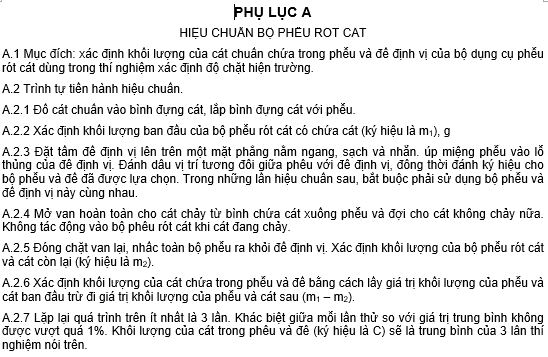 PHỤ LỤC A
HIỆU CHUẨN BỘ PHỄU RÓT CÁT
A.1 Mục đích: xác định khối lượng của cát chuẩn chứa trong phễu và đế định vị của bộ dụng cụ phễu
rót cát dùng trong thí nghiệm xác định độ chặt hiện trường.
A.2 Trình tự tiến hành hiệu chuẩn.
A.2.1 Đổ cát chuẩn vào bình đựng cát, lắp bình đựng cát với phễu.
A.2.2 Xác định khối lượng ban đầu của bộ phễu rót cát có chứa cát (ký hiệu là m₁), g
A.2.3 Đặt tấm đế định vị lên trên một mặt phẳng nằm ngang, sạch và nhẵn. úp miệng phễu vào lỗ
thủng của đế định vị. Đánh dấu vị trí tương đối giữa phễu với đế định vị, đồng thời đánh ký hiệu cho
bộ phễu và đế đã được lựa chọn. Trong những lần hiệu chuẩn sau, bắt buộc phải sử dụng bộ phễu và
đế định vị này cùng nhau.
A.2.4 Mở van hoàn toàn cho cát chảy từ bình chứa cát xuống phễu và đợi cho cát không chảy nữa.
Không tác động vào bộ phễu rót cát khi cát đang chảy.
A.2.5 Đóng chặt van lại, nhấc toàn bộ phễu ra khỏi đế định vị. Xác định khối lượng của bộ phễu rót cát
và cát còn lại (ký hiệu là m₂).
A.2.6 Xác định khối lượng của cát chứa trong phễu và đế bằng cách lấy giá trị khối lượng của phễu và
cát ban đầu trừ đi giá trị khối lượng của phễu và cát sau (m₁ – m₂).
A.2.7 Lặp lại quá trình trên ít nhất là 3 lần. Khác biệt giữa mỗi lần thử so với giá trị trung bình không
được vượt quá 1%. Khối lượng của cát trong phễu và đế (ký hiệu là C) sẽ là trung bình của 3 lần thí
nghiệm nói trên.